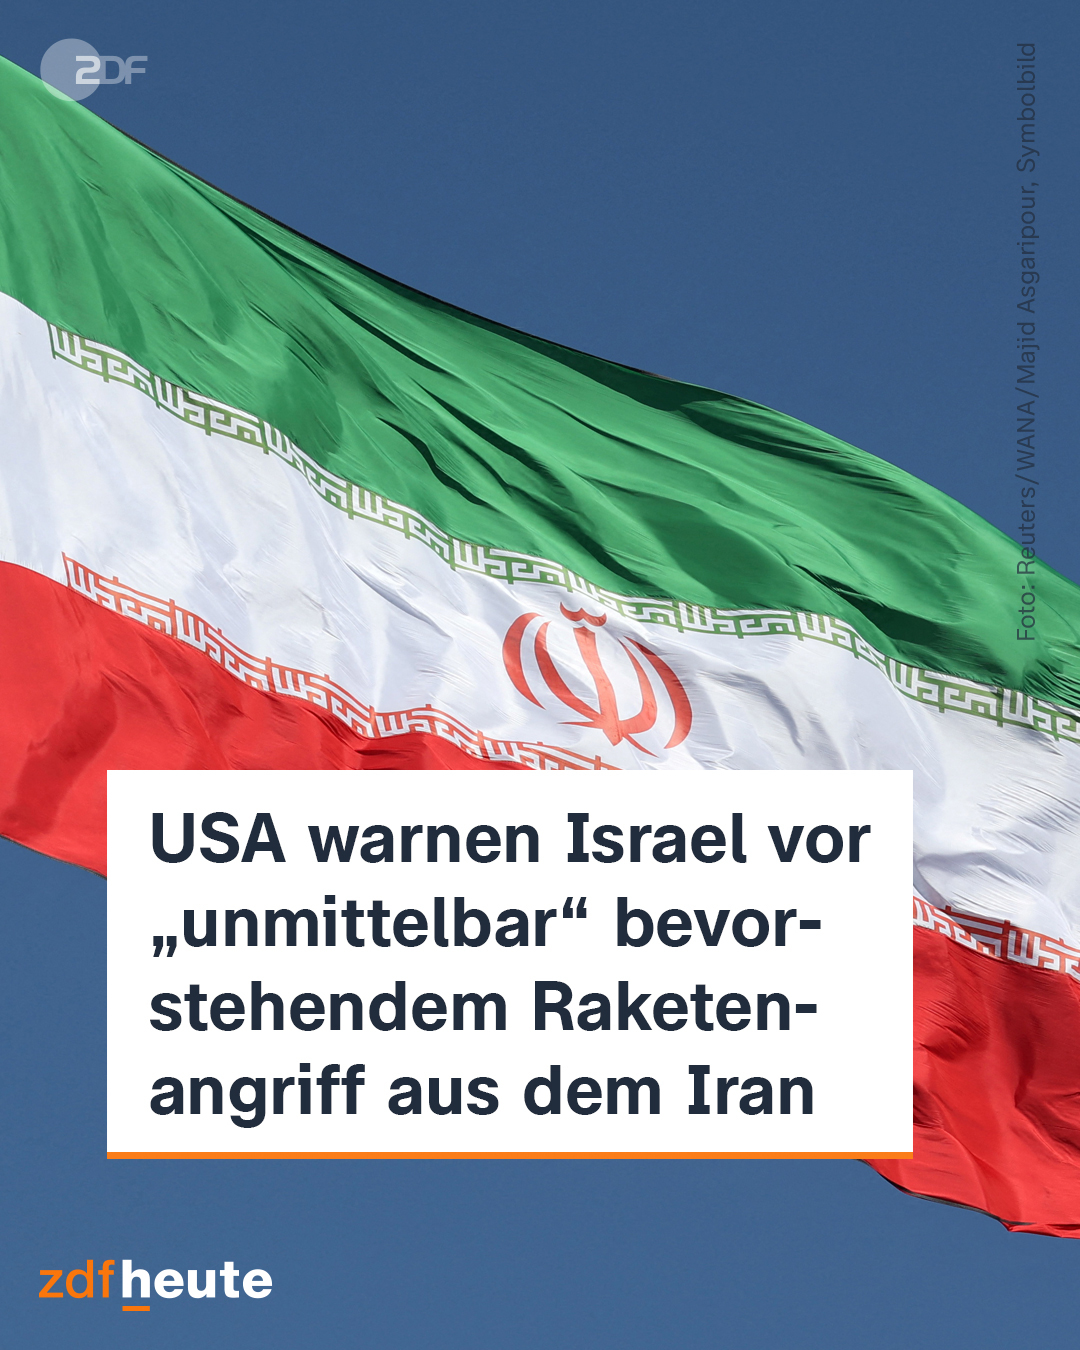 ZDF
Foto: Reuters/WANA/Majid Asgaripour, Symbolbild
USA warnen Israel vor
„unmittelbar“ bevor-
stehendem Raketen-
angriff aus dem Iran
zdfheute